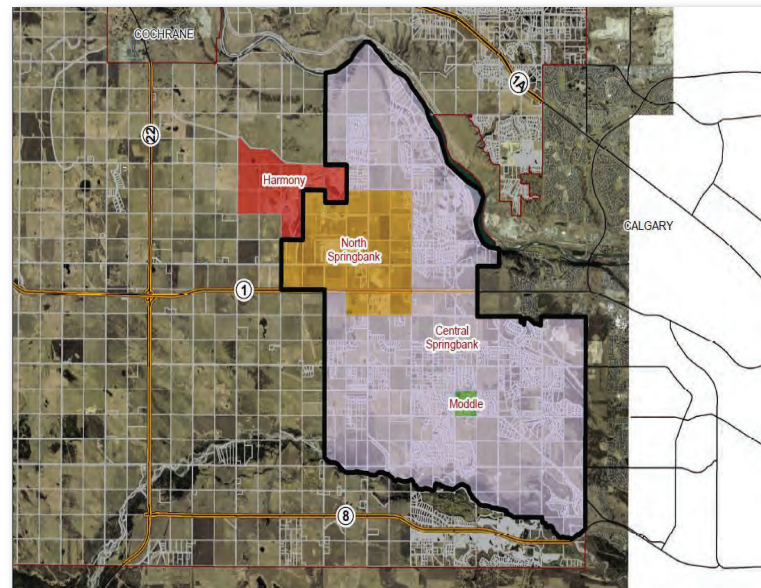 COCHRANE
1A
22
Harmony
CALGARY
North
Springbank
1
Central
Springbank
Moddle
8